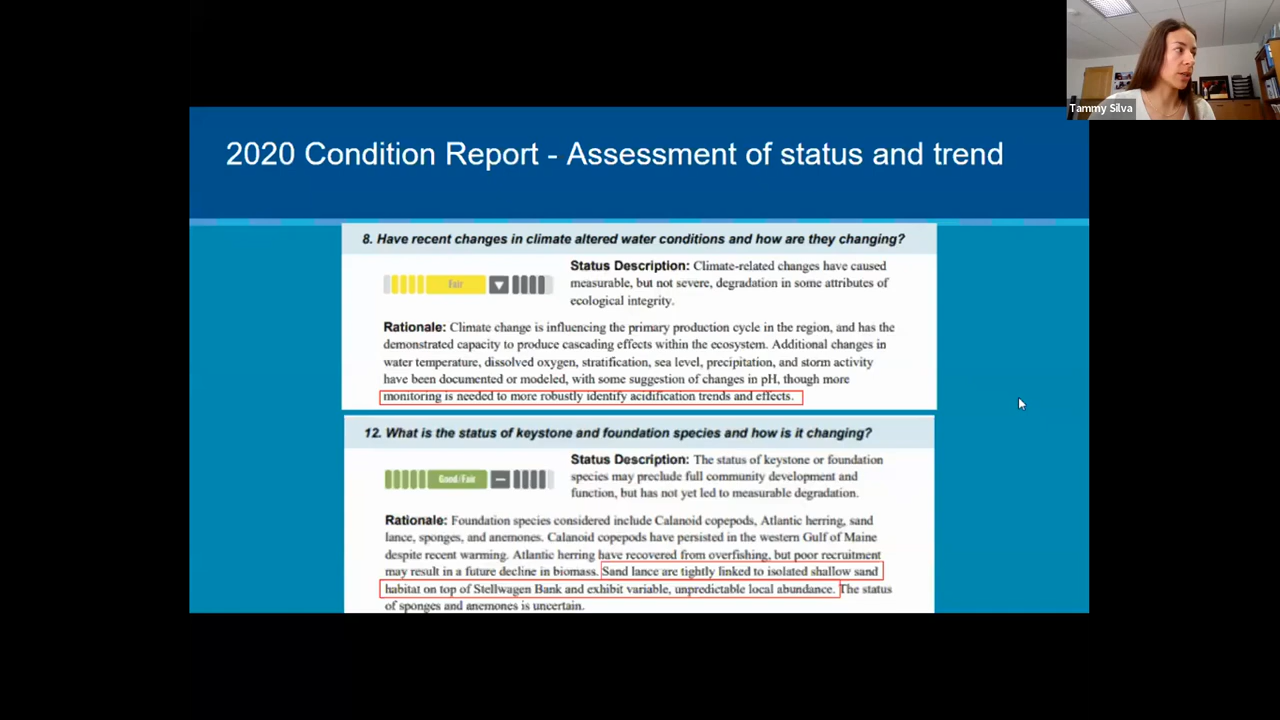 Tammy Silva
2020 Condition Report - Assessment of status and trend
8. Have recent changes in climate altered water conditions and how are they changing?
Fair
Status Description: Climate-related changes have caused
measurable, but not severe, degradation in some attributes of
ecological integrity.
Rationale: Climate change is influencing the primary production cycle in the region, and has the
demonstrated capacity to produce cascading effects within the ecosystem. Additional changes in
water temperature, dissolved oxygen, stratification, sea level, precipitation, and storm activity
have been documented or modeled, with some suggestion of changes in pH, though more
monitoring is needed to more robustly identify acidification trends and effects.
12. What is the status of keystone and foundation species and how is it changing?
Good/Fair
Status Description: The status of keystone or foundation
species may preclude full community development and
function, but has not yet led to measurable degradation.
Rationale: Foundation species considered include Calanoid copepods, Atlantic herring, sand
lance, sponges, and anemones. Calanoid copepods have persisted in the western Gulf of Maine
despite recent warming. Atlantic herring have recovered from overfishing, but poor recruitment
may result in a future decline in biomass. Sand lance are tightly linked to isolated shallow sand
habitat on top of Stellwagen Bank and exhibit variable, unpredictable local abundance. The status
of sponges and anemones is uncertain.